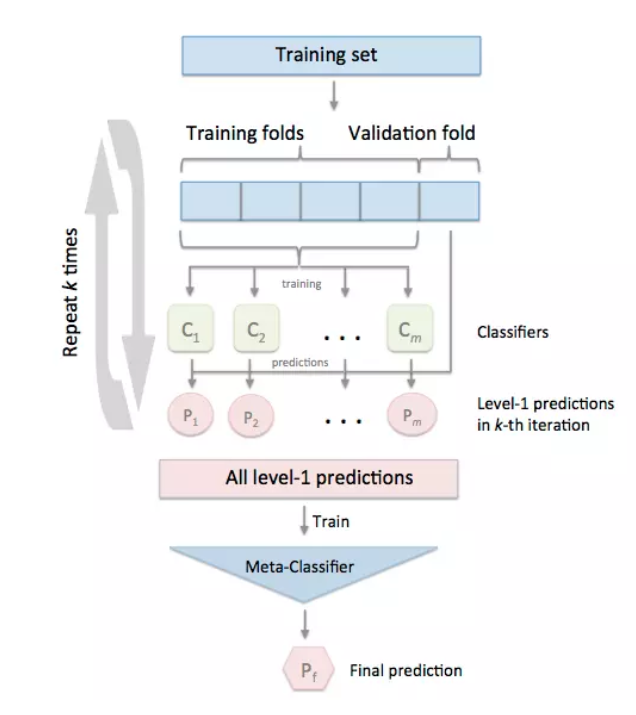 Training set
Training folds Validation fold
Repeat k times
training
C1 C2 . . . Cm
Classifiers
predictions
P1 P2 . . . Pm
Level-1 predictions
in k-th iteration
All level-1 predictions
Train
Meta-Classifier
Pf Final prediction